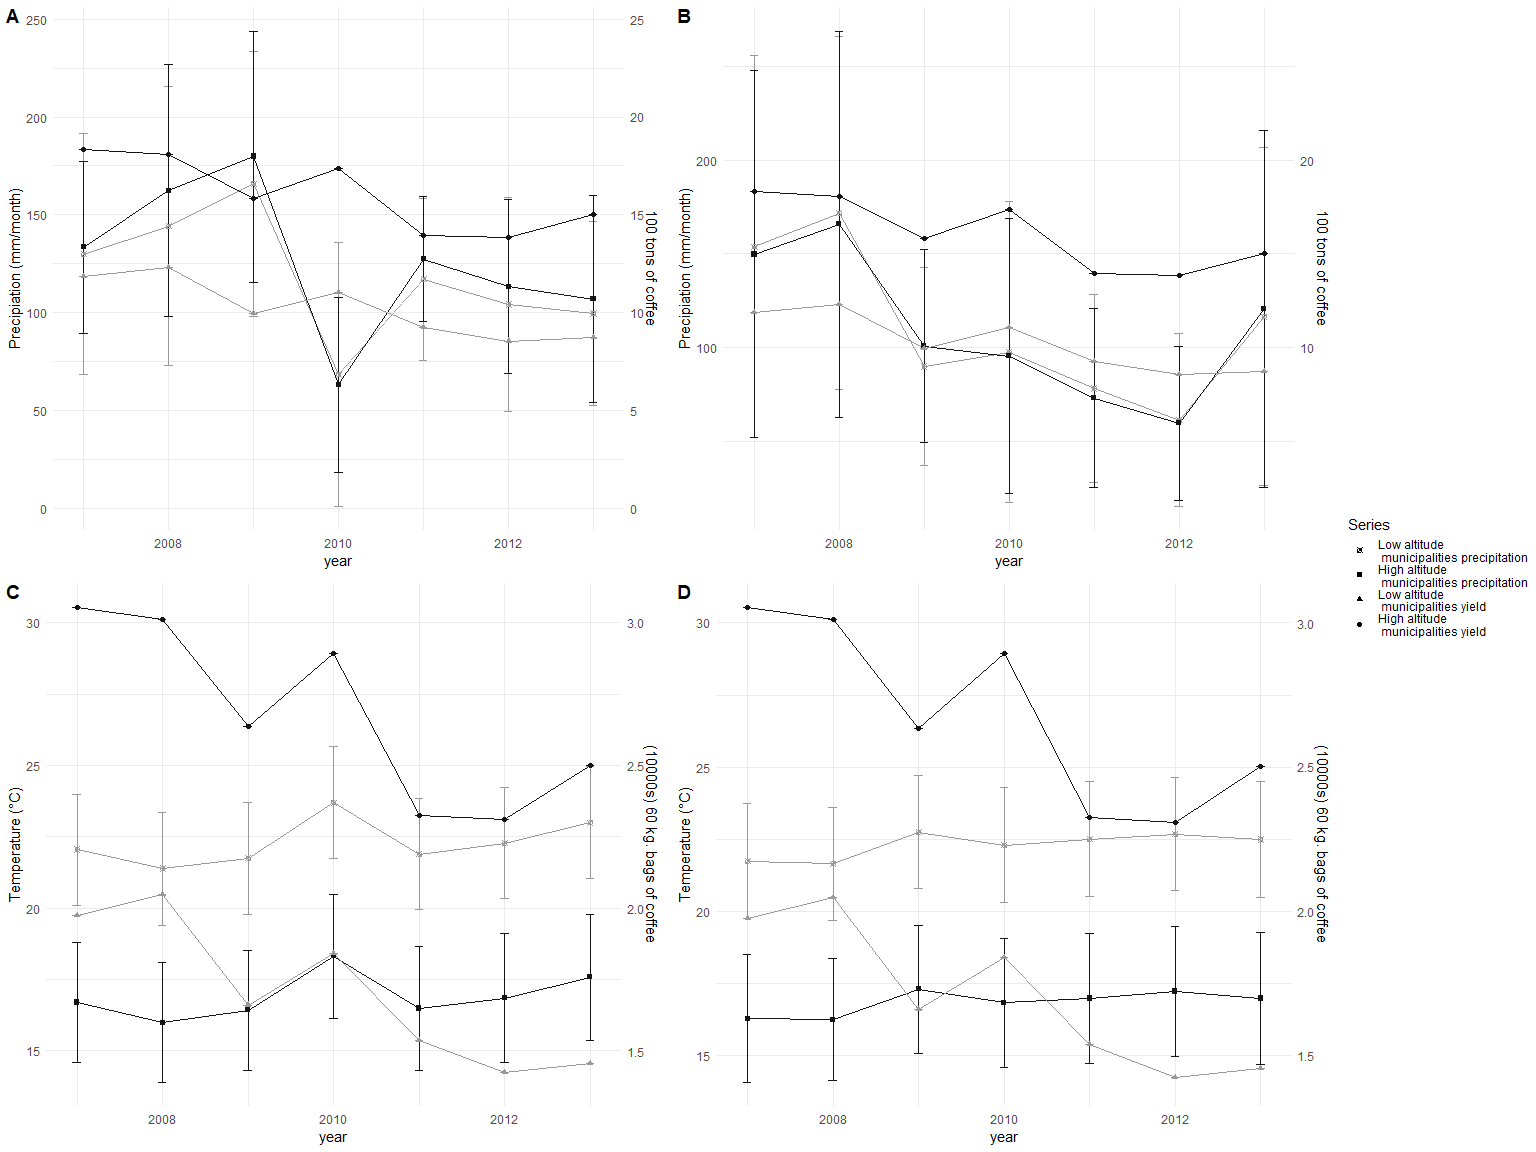 A
250
200
150
100
50
0
Precipiation (mm/month)
25
20
15
10
5
0
100 tons of coffee
2008
2010
2012
year
B
200
100
Precipiation (mm/month)
20
10
100 tons of coffee
2008
2010
2012
year
Series
Low altitude
municipalities precipitation
High altitude
municipalities precipitation
Low altitude
municipalities yield
High altitude
municipalities yield
C
30
25
20
15
Temperature (°C)
3.0
2.5
2.0
1.5
(10000s) 60 kg. bags of coffee
2008
2010
2012
year
D
30
25
20
15
Temperature (°C)
3.0
2.5
2.0
1.5
(10000s) 60 kg. bags of coffee
2008
2010
2012
year